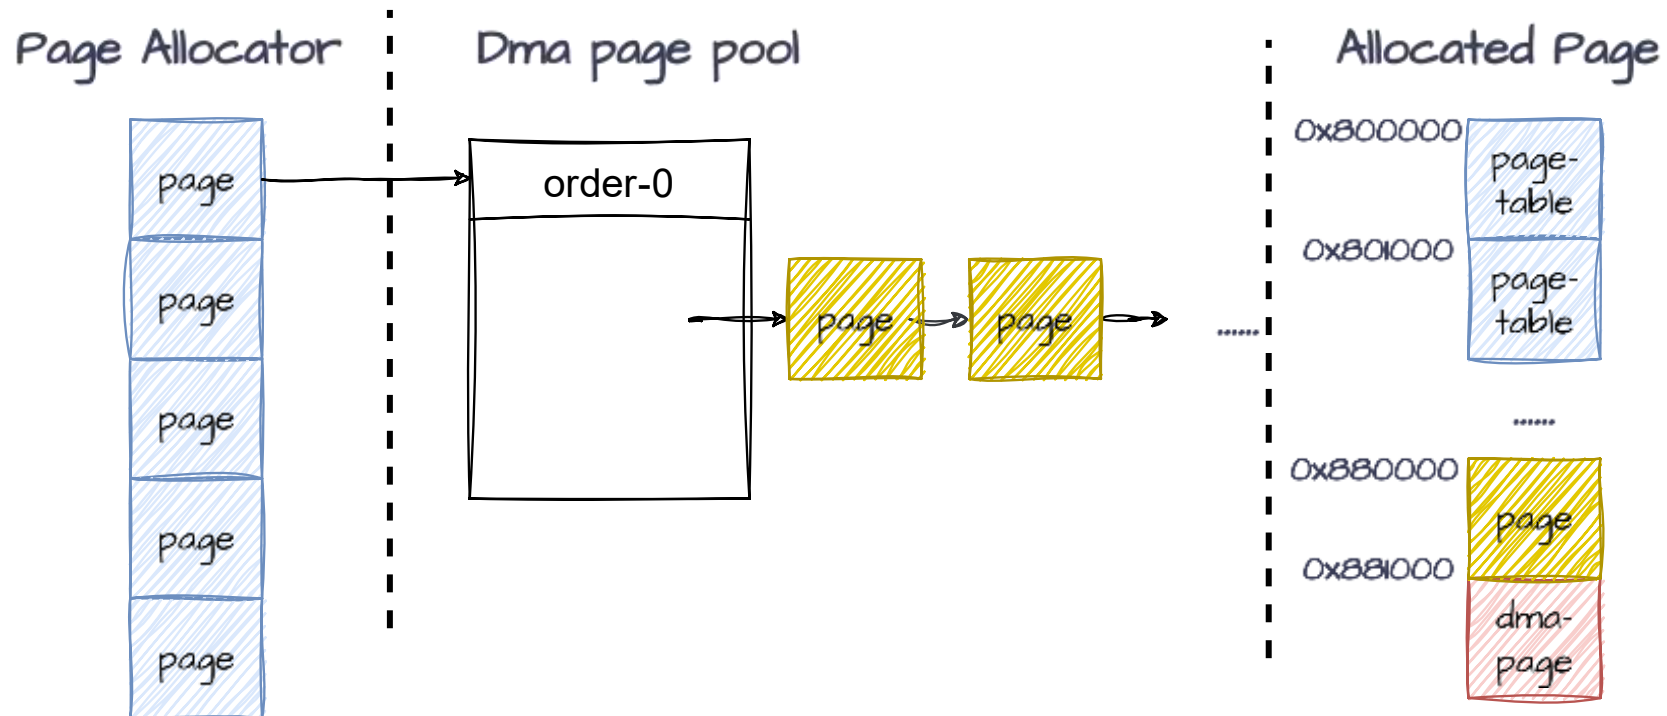 Page Allocator
Dma page pool
Allocated Page
page
page
page
page
page
order-0
page
page
......
0x800000
page-
table
0x801000
page-
table
......
0x880000
page
0x881000
dma-
page